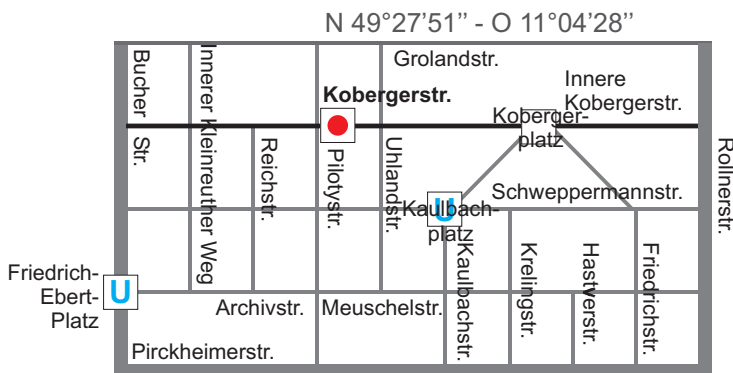 N 49°27'51’’ - O 11°04'28’’
Grolandstr.
Bucher
Str.
Innerer Kleinreuther Weg
Innere
Kobergerstr.
Kobergerstr.
Koberger-
platz
Reichstr.
Pilotystr.
Uhlandstr.
Rollnerstr.
Schweppermannstr.
U
Kaulbach-
platz
Kaulbachstr.
Krelingstr.
Hastverstr.
Friedrichstr.
Friedrich-
Ebert-
Platz
U
Archivstr.
Meuschelstr.
Pirckheimerstr.